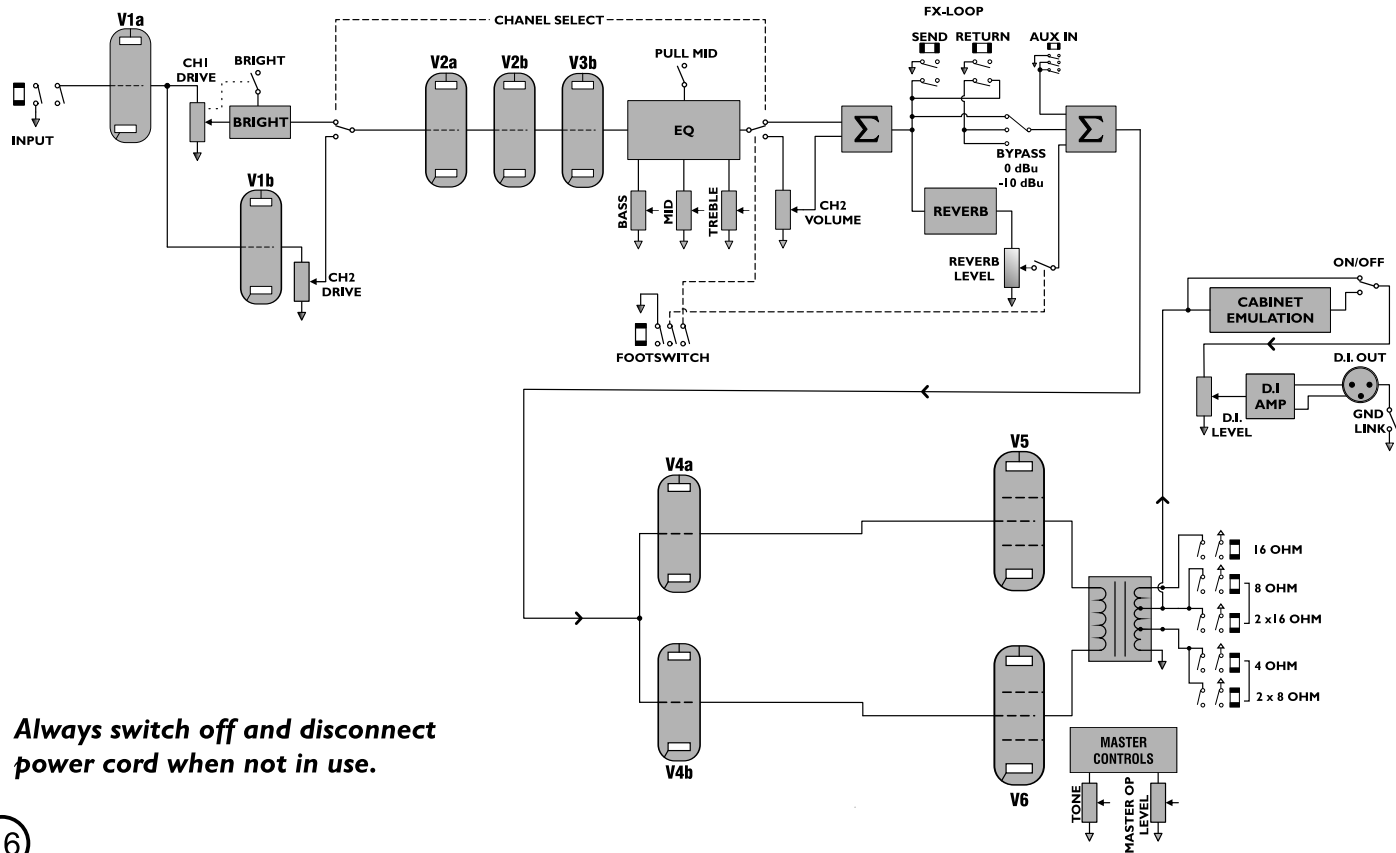 V1a
CHANEL SELECT
FX-LOOP
SEND
RETURN
AUX IN
CH1
DRIVE
BRIGHT
V2a
V2b
V3b
PULL MID
INPUT
BRIGHT
EQ
Σ
Σ
BYPASS
0 dBu
-10 dBu
V1b
BASS
MID
TREBLE
CH2
VOLUME
REVERB
CH2
DRIVE
REVERB
LEVEL
ON/OFF
CABINET
EMULATION
FOOTSWITCH
D.I. OUT
D.I
AMP
D.I.
LEVEL
GND
LINK
V4a
V5
16 OHM
8 OHM
2 x16 OHM
4 OHM
2 x 8 OHM
V4b
V6
MASTER
CONTROLS
TONE
MASTER OP
LEVEL
Always switch off and disconnect
power cord when not in use.
6